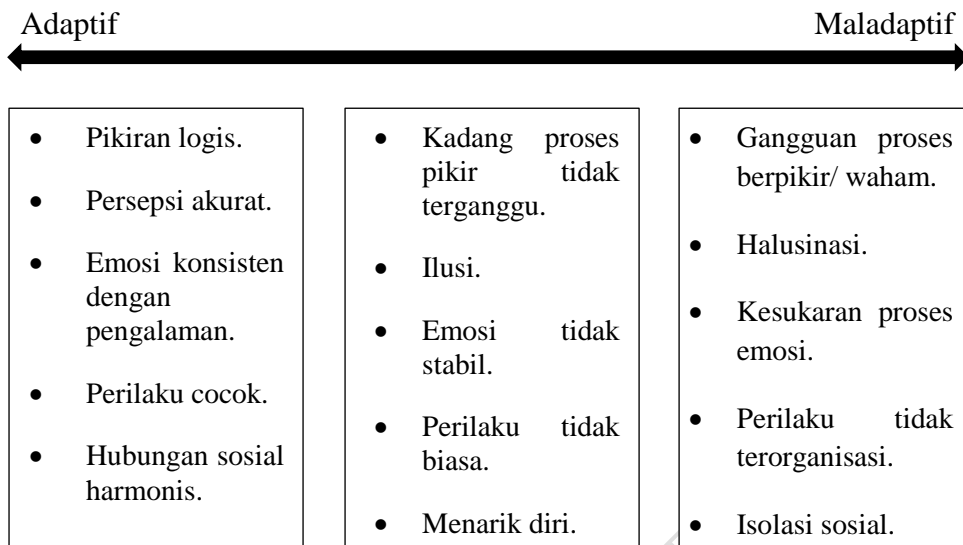 Adaptif Maladaptif
• Pikiran logis.
• Persepsi akurat.
• Emosi konsisten
dengan
pengalaman.
• Perilaku cocok.
• Hubungan sosial
harmonis.
• Kadang proses
pikir tidak
terganggu.
• Ilusi.
• Emosi tidak
stabil.
• Perilaku tidak
biasa.
• Menarik diri.
• Gangguan proses
berpikir/ waham.
• Halusinasi.
• Kesukaran proses
emosi.
• Perilaku tidak
terorganisasi.
• Isolasi sosial.